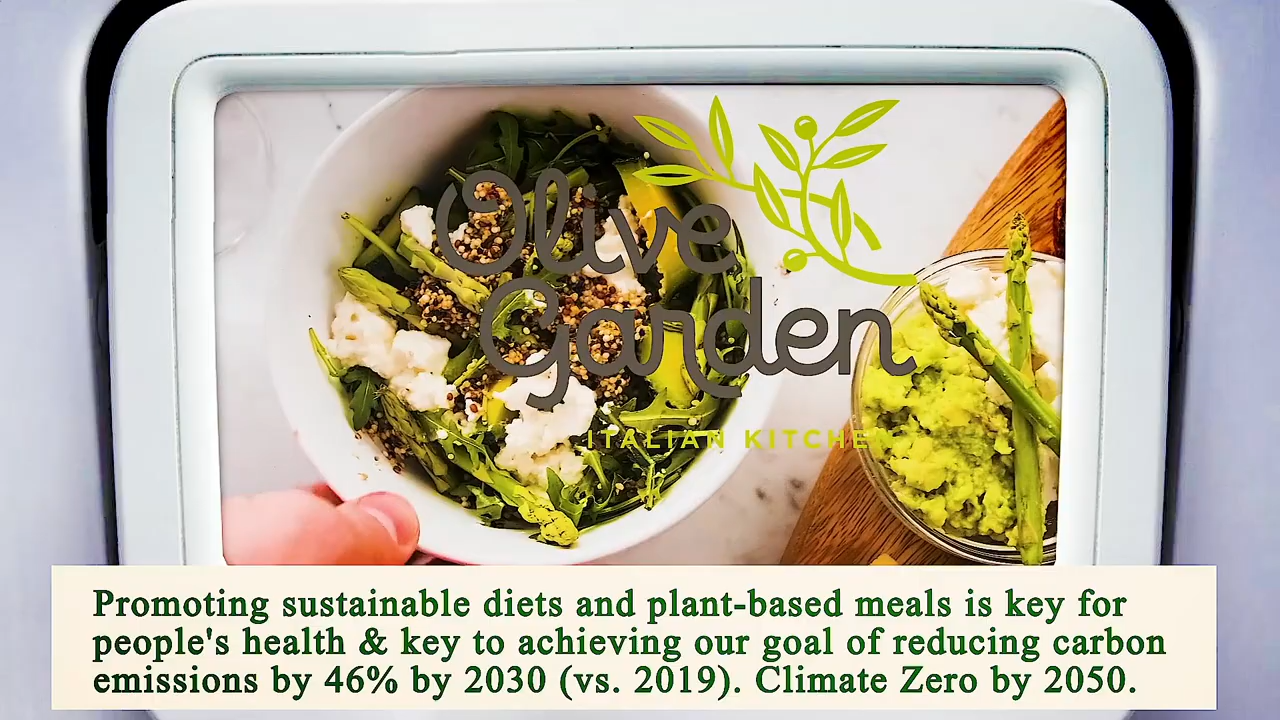 Olive
Garden
ITALIAN KITCHEN
Promoting sustainable diets and plant-based meals is key for
people's health & key to achieving our goal of reducing carbon
emissions by 46% by 2030 (vs. 2019). Climate Zero by 2050.